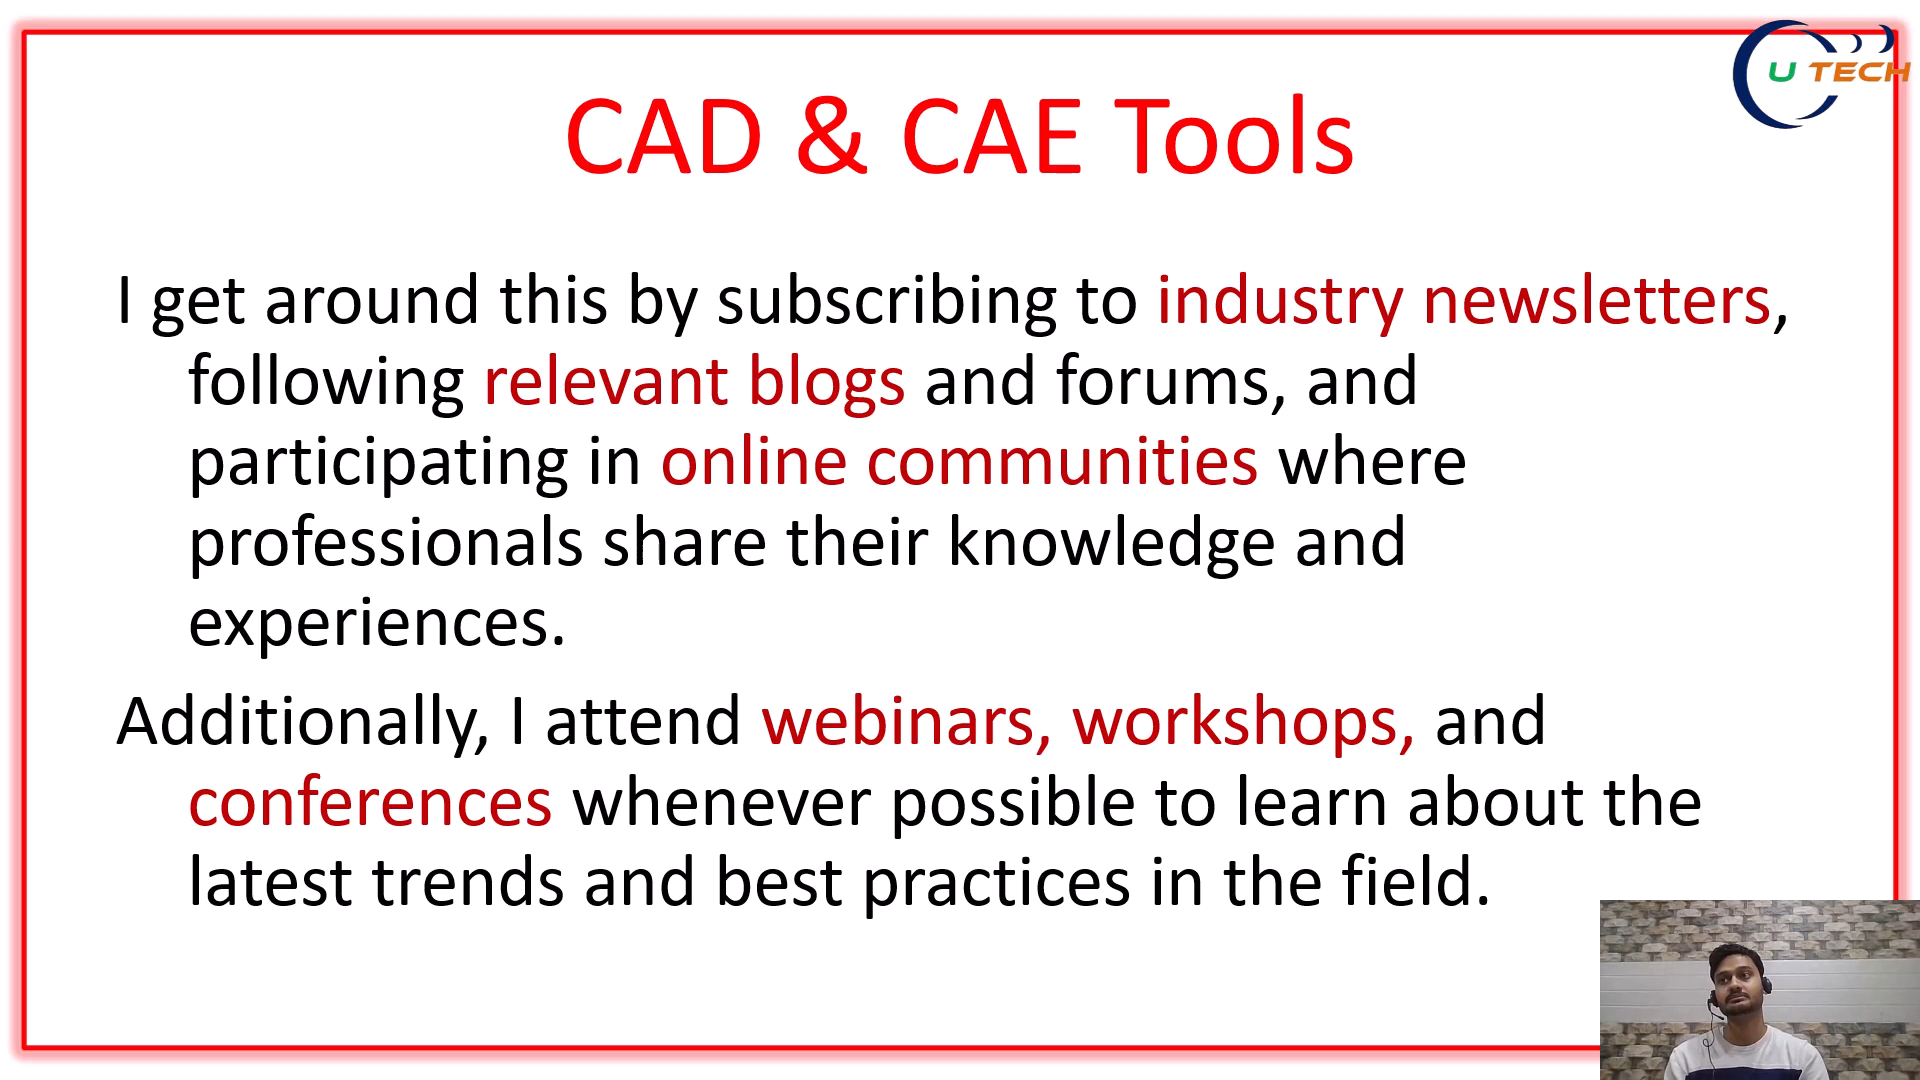 U TECH
CAD & CAE Tools
I get around this by subscribing to industry newsletters,
following relevant blogs and forums, and
participating in online communities where
professionals share their knowledge and
experiences.
Additionally, I attend webinars, workshops, and
conferences whenever possible to learn about the
latest trends and best practices in the field.